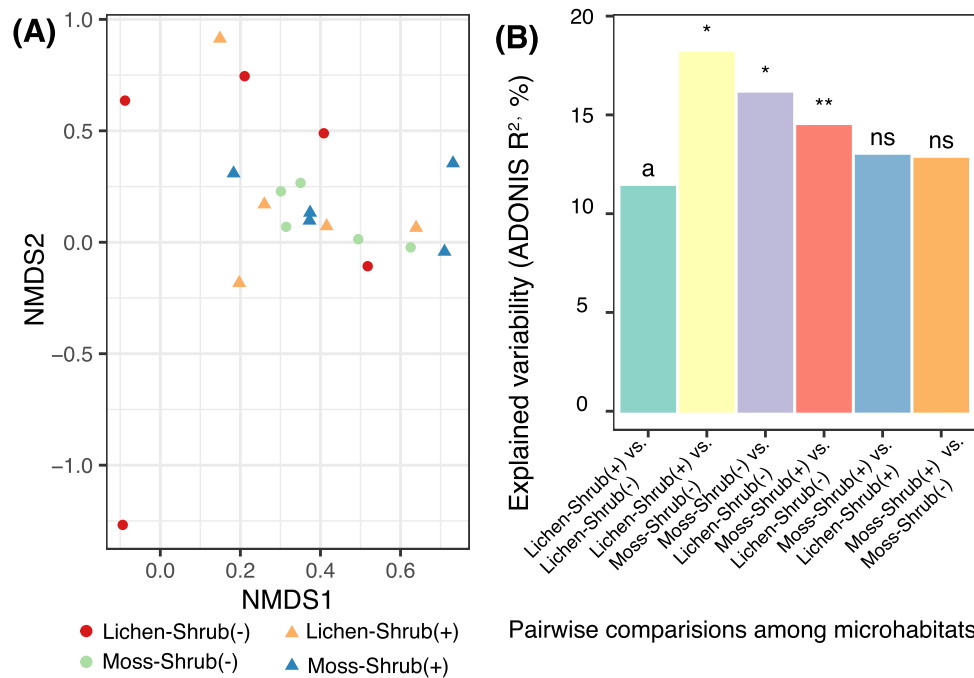 (A)
1.0
0.5
0.0
−0.5
−1.0
NMDS2
0.0 0.2 0.4 0.6
NMDS1
Lichen-Shrub(-) Lichen-Shrub(+)
Moss-Shrub(-) Moss-Shrub(+)
(B)
Explained variability (ADONIS R2, %)
20
15
10
5
0
a
*
*
**
ns
ns
Lichen-Shrub(+) vs.
Lichen-Shrub(-)
Lichen-Shrub(+) vs.
Moss-Shrub(-)
Moss-Shrub(-) vs.
Lichen-Shrub(-)
Moss-Shrub(+) vs.
Lichen-Shrub(-)
Moss-Shrub(+) vs.
Lichen-Shrub(+)
Moss-Shrub(+) vs.
Moss-Shrub(-)
Pairwise comparisions among microhabitats